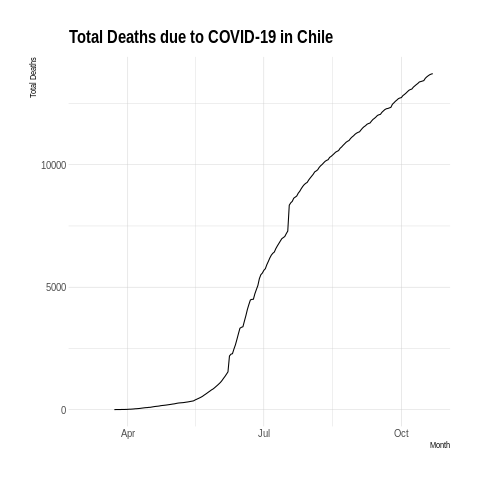 Total Deaths due to COVID-19 in Chile
Total Deaths
10000
5000
0
Apr
Jul
Oct
Month